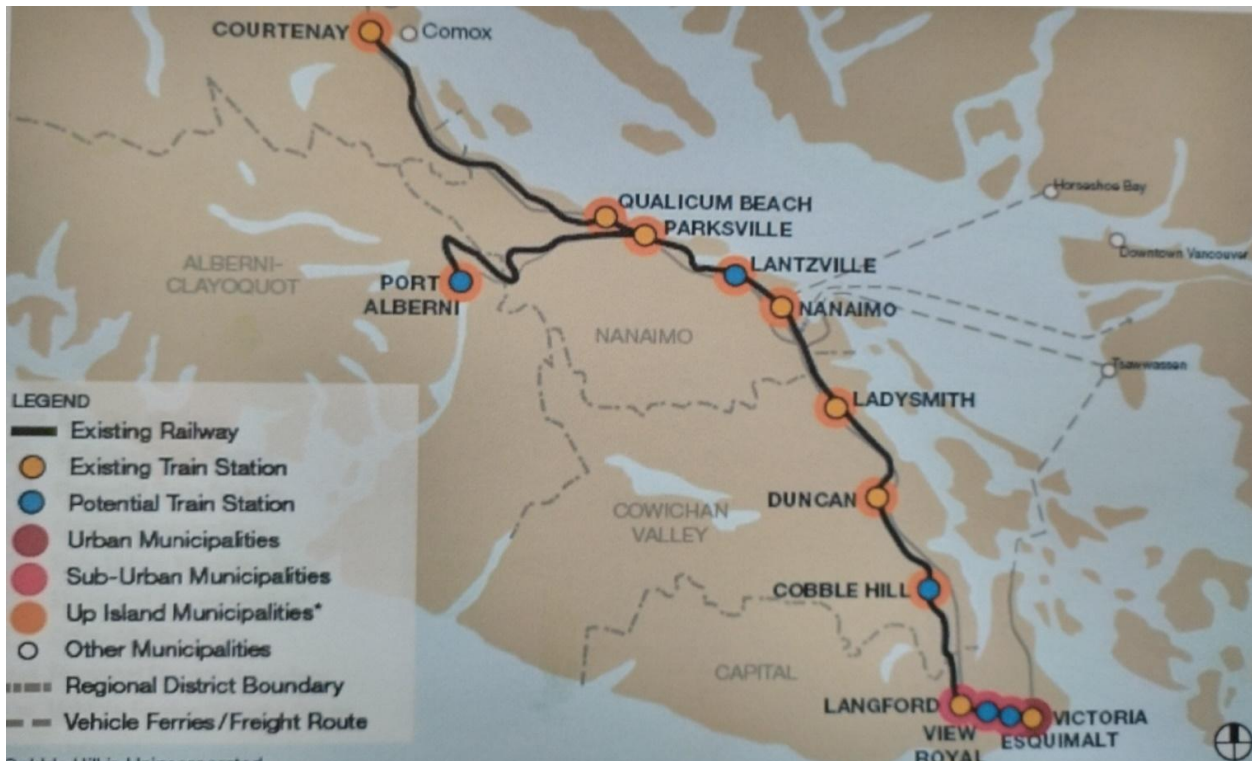 COURTENAY
Comox
QUALICUM BEACH
PARKSVILLE
Horseshoe Bay
Downtown Vancouver
ALBERNI-
CLAYOQUOT
PORT
ALBERNI
LANTZVILLE
NANAIMO
NANAIMO
Tsawwassen
LADYSMITH
DUNCAN
COWICHAN
VALLEY
COBBLE HILL
CAPITAL
LANGFORD
VIEW
ROYAL
ESQUIMALT
VICTORIA
LEGEND
Existing Railway
Existing Train Station
Potential Train Station
Urban Municipalities
Sub-Urban Municipalities
Up Island Municipalities*
Other Municipalities
Regional District Boundary
Vehicle Ferries/Freight Route